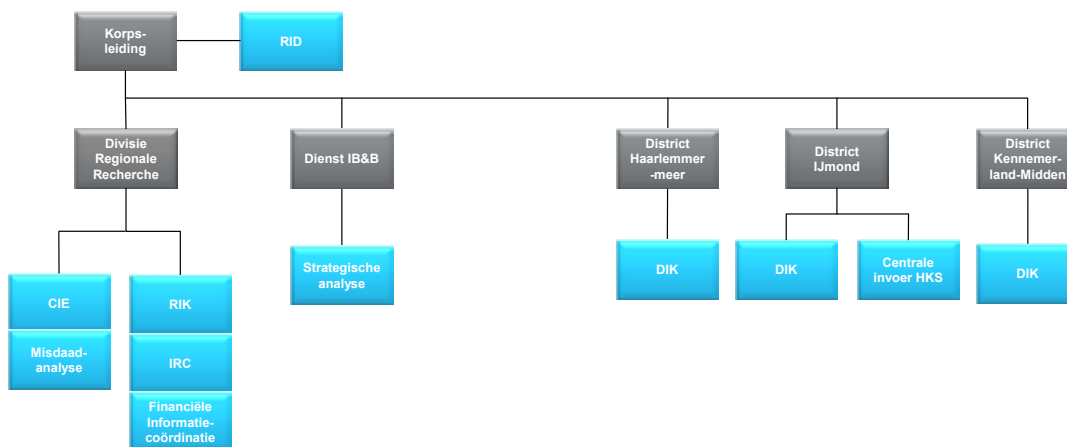 Korps-
leiding
RID
Divisie
Regionale
Recherche
Dienst IB&B
District
Haarlemmer
-meer
District
IJmond
District
Kennemer-
land-Midden
CIE
Misdaad-
analyse
RIK
IRC
Financiële
Informatie-
coördinatie
Strategische
analyse
DIK
DIK
Centrale
invoer HKS
DIK